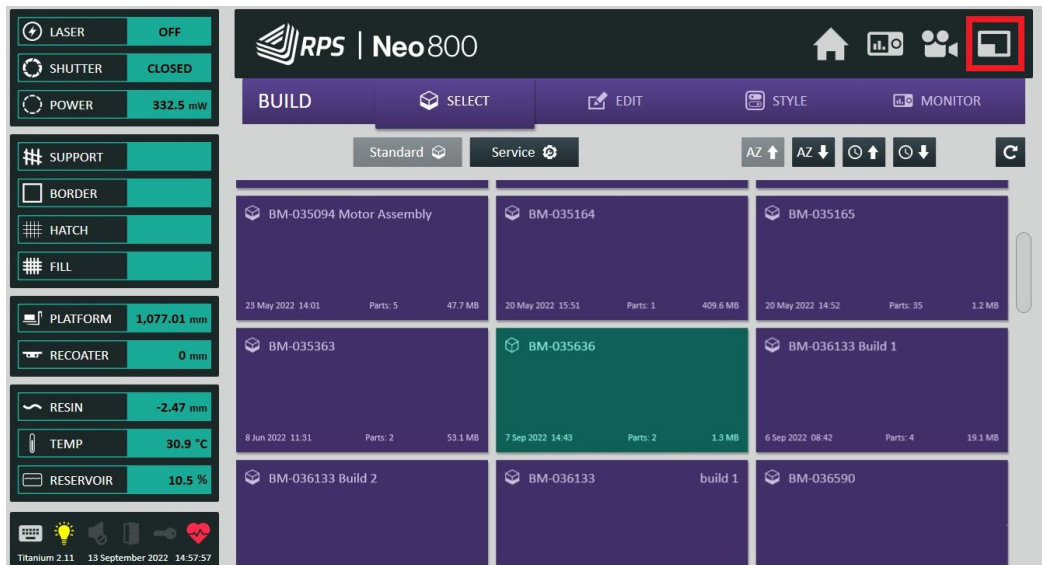 LASER OFF
SHUTTER CLOSED
POWER 332.5 mW
SUPPORT
BORDER
HATCH
FILL
PLATFORM 1,077.01 mm
RECOATER 0 mm
RESIN -2.47 mm
TEMP 30.9 °C
RESERVOIR 10.5 %
Titanium 2.11 13 September 2022 14:57:57
RPS | Neo800
BUILD SELECT EDIT STYLE MONITOR
Standard Service AZ AZ
BM-035094 Motor Assembly
23 May 2022 14:01 Parts: 5 47.7 MB
BM-035164
20 May 2022 15:51 Parts: 1 409.6 MB
BM-035165
20 May 2022 14:52 Parts: 35 1.2 MB
BM-035363
8 Jun 2022 11:31 Parts: 2 53.1 MB
BM-035636
7 Sep 2022 14:43 Parts: 2 1.3 MB
BM-036133 Build 1
6 Sep 2022 08:42 Parts: 4 19.1 MB
BM-036133 Build 2
BM-036133 build 1
BM-036590